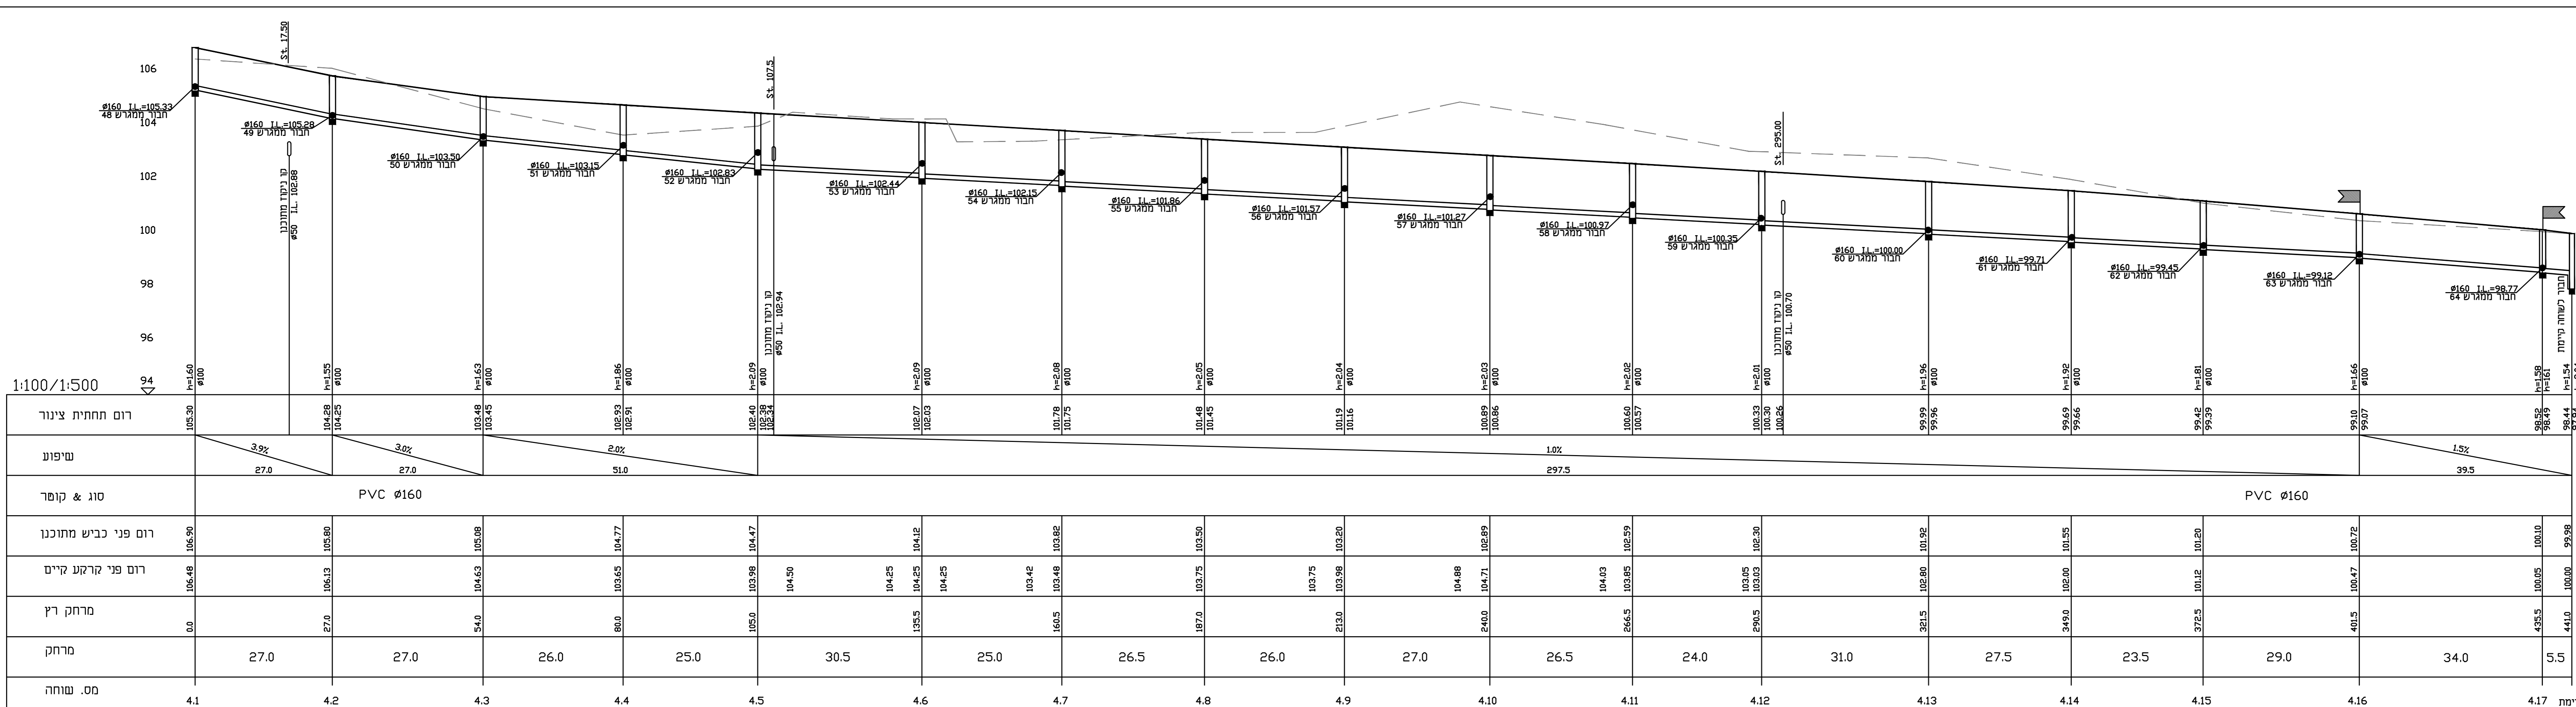 St. 17.50
St. 107.5
St. 295.00
106
104
102
100
98
96
94
1:100/1:500
Ø160 I.L.=105.33
חבור ממגרש 48
Ø160 I.L.=105.28
חבור ממגרש 49
Ø160 I.L.=103.50
חבור ממגרש 50
Ø160 I.L.=103.15
חבור ממגרש 51
Ø160 I.L.=102.83
חבור ממגרש 52
Ø160 I.L.=102.44
חבור ממגרש 53
Ø160 I.L.=102.15
חבור ממגרש 54
Ø160 I.L.=101.86
חבור ממגרש 55
Ø160 I.L.=101.57
חבור ממגרש 56
Ø160 I.L.=101.27
חבור ממגרש 57
Ø160 I.L.=100.97
חבור ממגרש 58
Ø160 I.L.=100.35
חבור ממגרש 59
Ø160 I.L.=100.00
חבור ממגרש 60
Ø160 I.L.=99.71
חבור ממגרש 61
Ø160 I.L.=99.45
חבור ממגרש 62
Ø160 I.L.=99.12
חבור ממגרש 63
Ø160 I.L.=98.77
חבור ממגרש 64
קו ניקוז מתוכנן
Ø50 I.L. 102.88
קו ניקוז מתוכנן
Ø50 I.L. 102.94
קו ניקוז מתוכנן
Ø50 I.L. 100.70
חבור לשוחה קיימת
h=1.60 Ø100
h=1.55 Ø100
h=1.63 Ø100
h=1.86 Ø100
h=2.09 Ø100
h=2.09 Ø100
h=2.08 Ø100
h=2.05 Ø100
h=2.04 Ø100
h=2.03 Ø100
h=2.02 Ø100
h=2.01 Ø100
h=1.96 Ø100
h=1.92 Ø100
h=1.81 Ø100
h=1.66 Ø100
h=1.58 h=161
h=1.54
רום תחתית צינור
105.30 104.28 104.25 103.48 103.45 102.93 102.91 102.40 102.38 102.34 102.07 102.03 101.78 101.75 101.48 101.45 101.19 101.16 100.89 100.86 100.60 100.57 100.33 100.30 100.26 99.99 99.96 99.69 99.66 99.42 99.39 99.10 99.07 98.52 98.49 98.44
שיפוע
3.9% 3.0% 2.0% 1.0% 1.5%
27.0 27.0 51.0 297.5 39.5
סוג & קוטר
PVC Ø160 PVC Ø160
רום פני כביש מתוכנן
106.90 105.80 105.08 104.77 104.47 104.12 103.82 103.50 103.20 102.89 102.59 102.30 101.92 101.55 101.20 100.72 100.10 99.98
רום פני קרקע קיים
106.48 106.13 104.63 103.65 103.98 104.50 104.25 104.25 104.25 103.42 103.48 103.75 103.75 103.98 104.88 104.71 104.03 103.85 103.05 103.03 102.80 102.00 101.12 100.47 100.05 100.00
מרחק רץ
0.0 27.0 54.0 80.0 105.0 135.5 160.5 187.0 213.0 240.0 266.5 290.5 321.5 349.0 372.5 401.5 435.5 441.0
מרחק
27.0 27.0 26.0 25.0 30.5 25.0 26.5 26.0 27.0 26.5 24.0 31.0 27.5 23.5 29.0 34.0 5.5
מס. שוחה
4.1 4.2 4.3 4.4 4.5 4.6 4.7 4.8 4.9 4.10 4.11 4.12 4.13 4.14 4.15 4.16 4.17